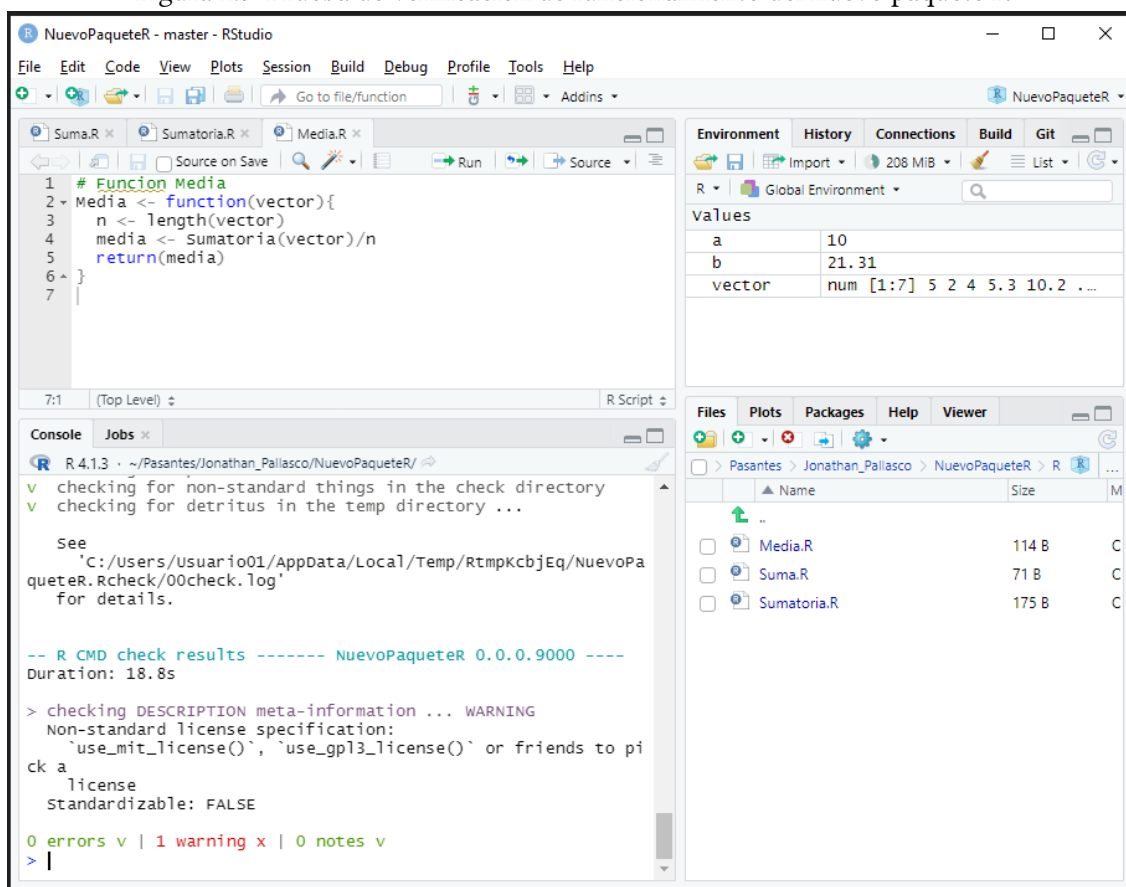 NuevoPaqueteR - master - RStudio
File Edit Code View Plots Session Build Debug Profile Tools Help
Go to file/function Addins NuevoPaqueteR
Suma.R Sumatoria.R Media.R
Source on Save Run Source
1 # Funcion Media
2 Media <- function(vector){
3 n <- length(vector)
4 media <- Sumatoria(vector)/n
5 return(media)
6 }
7
7:1 (Top Level) R Script
Console Jobs
R 4.1.3 · ~/Pasantes/Jonathan_Pallasco/NuevoPaqueteR/
v checking for non-standard things in the check directory
v checking for detritus in the temp directory ...
See
'C:/Users/Usuario01/AppData/Local/Temp/RtmpKcbjEq/NuevoPa
queteR.Rcheck/00check.log'
for details.
-- R CMD check results ------- NuevoPaqueteR 0.0.0.9000 ----
Duration: 18.8s
> checking DESCRIPTION meta-information ... WARNING
Non-standard license specification:
`use_mit_license()`, `use_gpl3_license()` or friends to pi
ck a
license
Standardizable: FALSE
0 errors v | 1 warning x | 0 notes v
>
Environment History Connections Build Git
Import 208 MiB List
R Global Environment
Values
a 10
b 21.31
vector num [1:7] 5 2 4 5.3 10.2 ...
Files Plots Packages Help Viewer
Pasantes > Jonathan_Pallasco > NuevoPaqueteR > R ...
Name Size M
..
Media.R 114 B C
Suma.R 71 B C
Sumatoria.R 175 B C